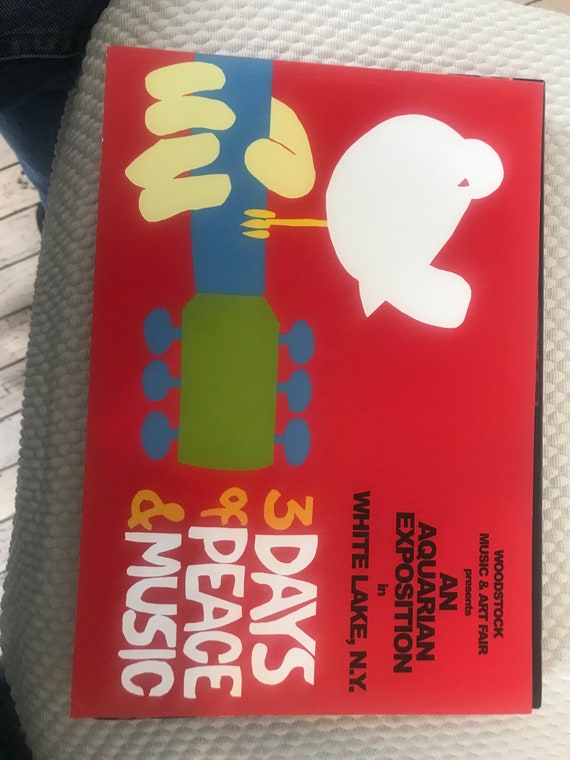 WOODSTOCK
MUSIC & ART FAIR
presents
AN
AQUARIAN
EXPOSITION
in
WHITE LAKE, N.Y.
3 DAYS
of PEACE
& MUSIC